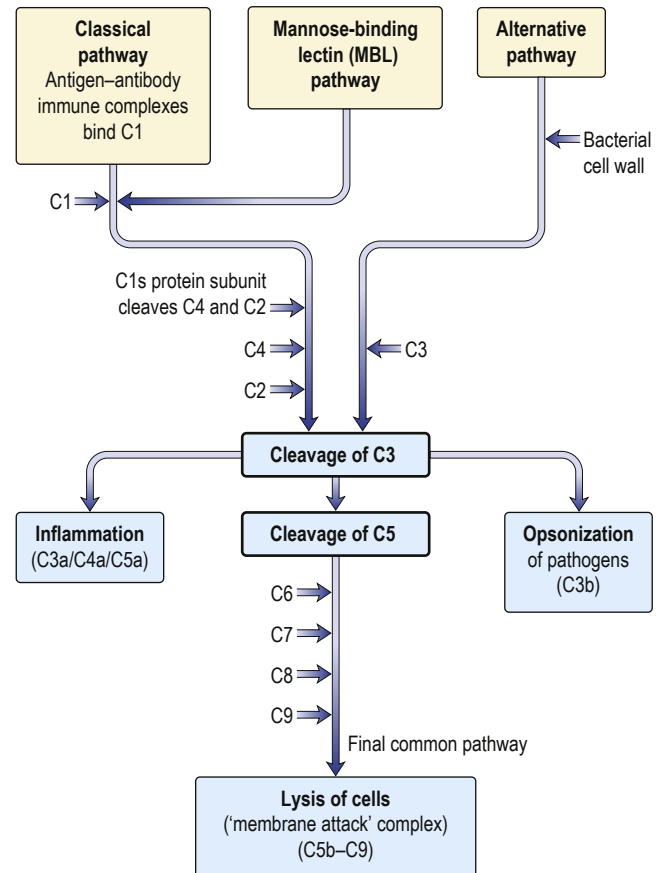 Classical
pathway
Antigen–antibody
immune complexes
bind C1
Mannose-binding
lectin (MBL)
pathway
Alternative
pathway
Bacterial
cell wall
C1
C1s protein subunit
cleaves C4 and C2
C4
C3
C2
Cleavage of C3
Inflammation
(C3a/C4a/C5a)
Cleavage of C5
Opsonization
of pathogens
(C3b)
C6
C7
C8
C9
Final common pathway
Lysis of cells
(‘membrane attack’ complex)
(C5b–C9)